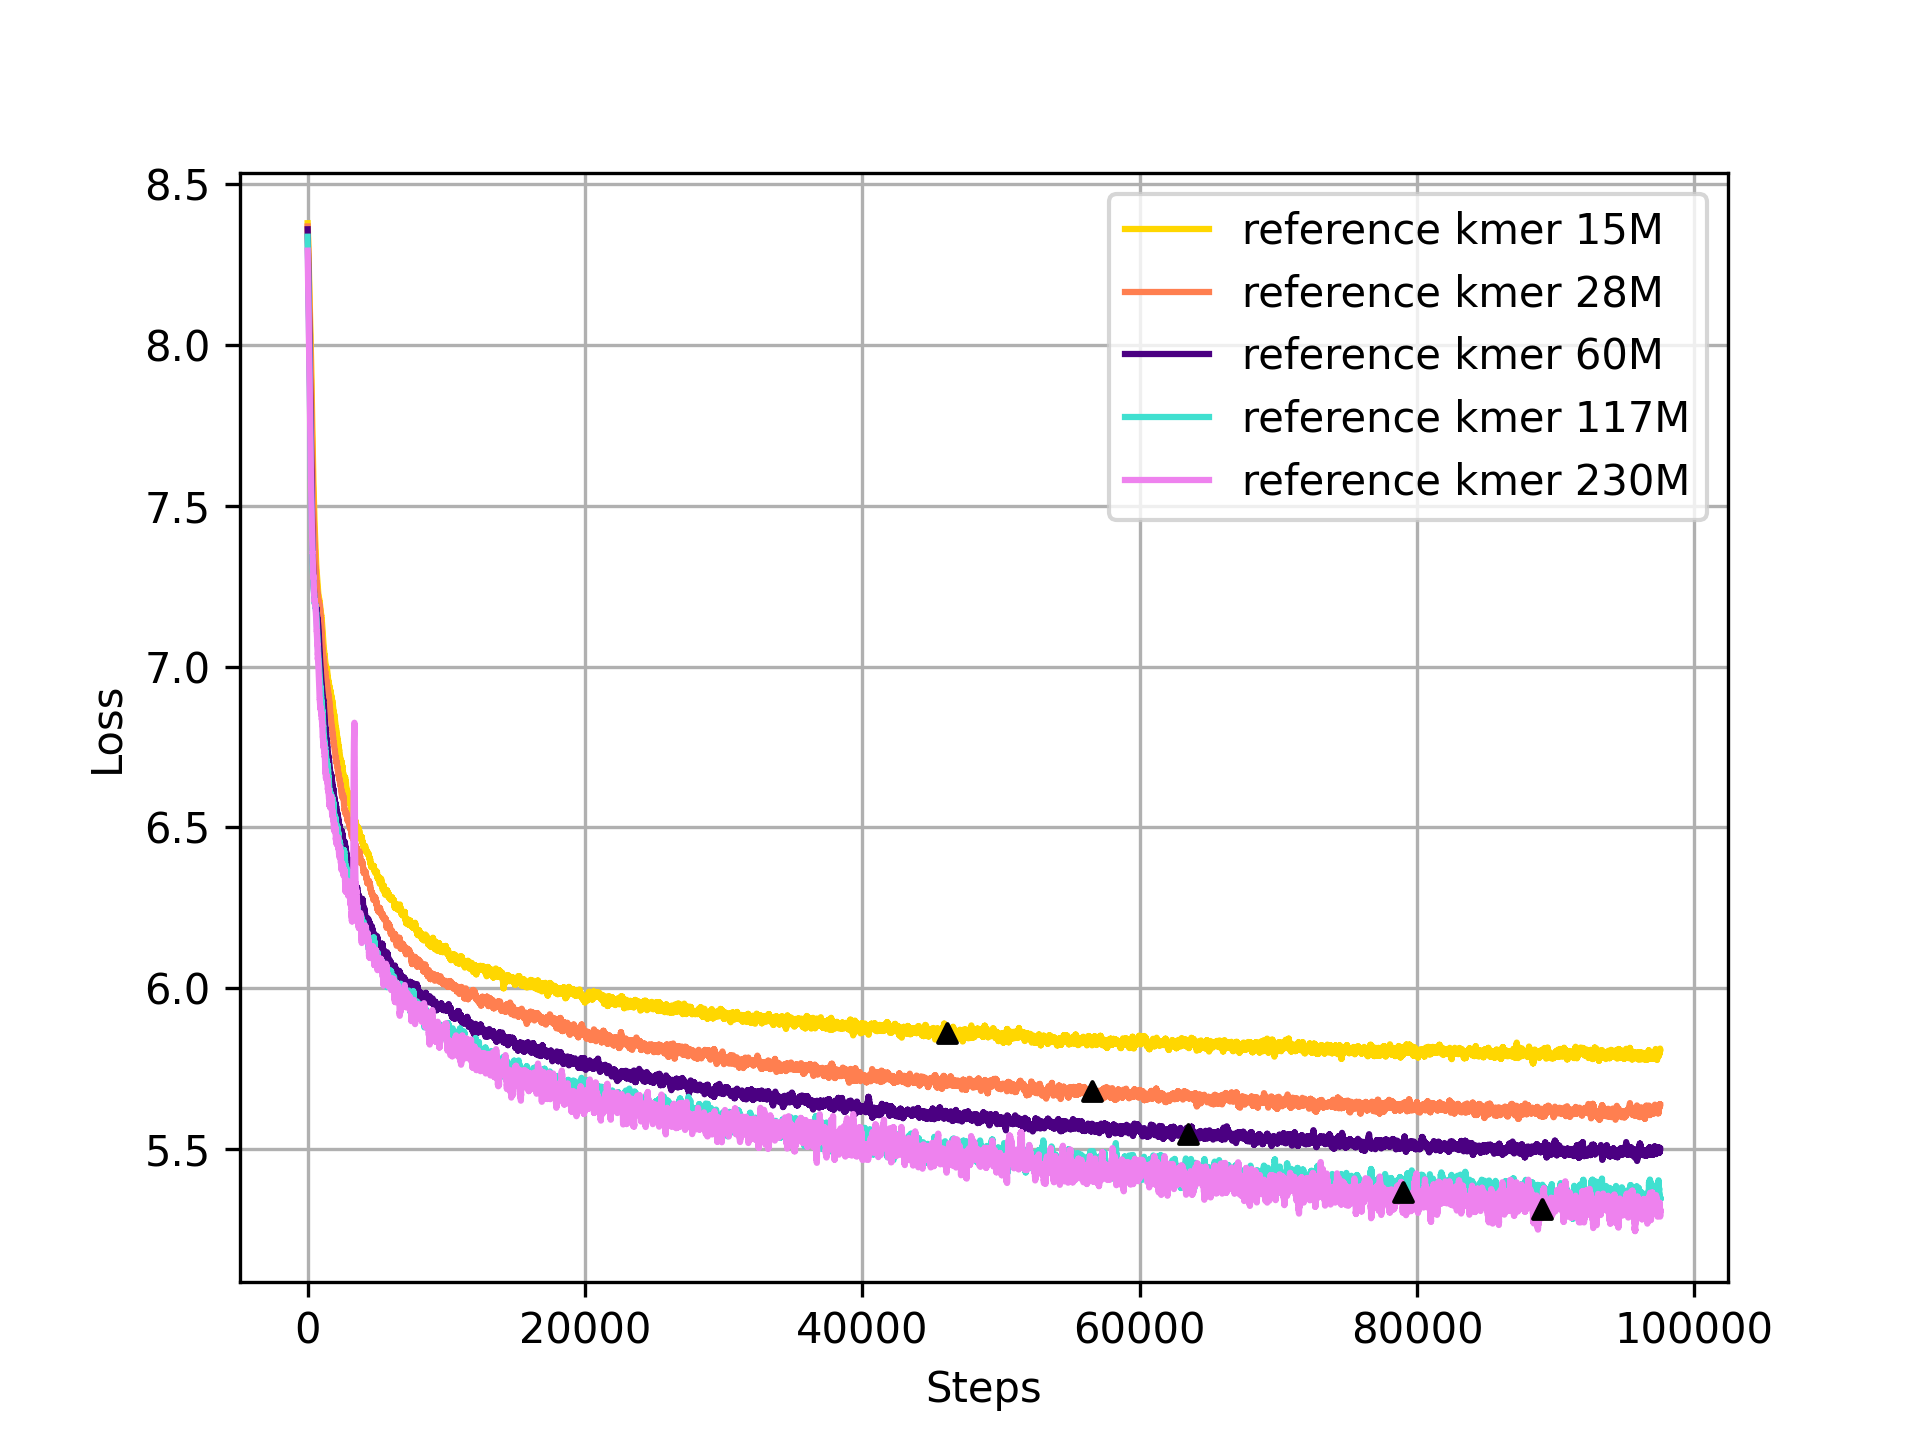 8.5
8.0
7.5
7.0
6.5
6.0
5.5
Loss
reference kmer 15M
reference kmer 28M
reference kmer 60M
reference kmer 117M
reference kmer 230M
0 20000 40000 60000 80000 100000
Steps